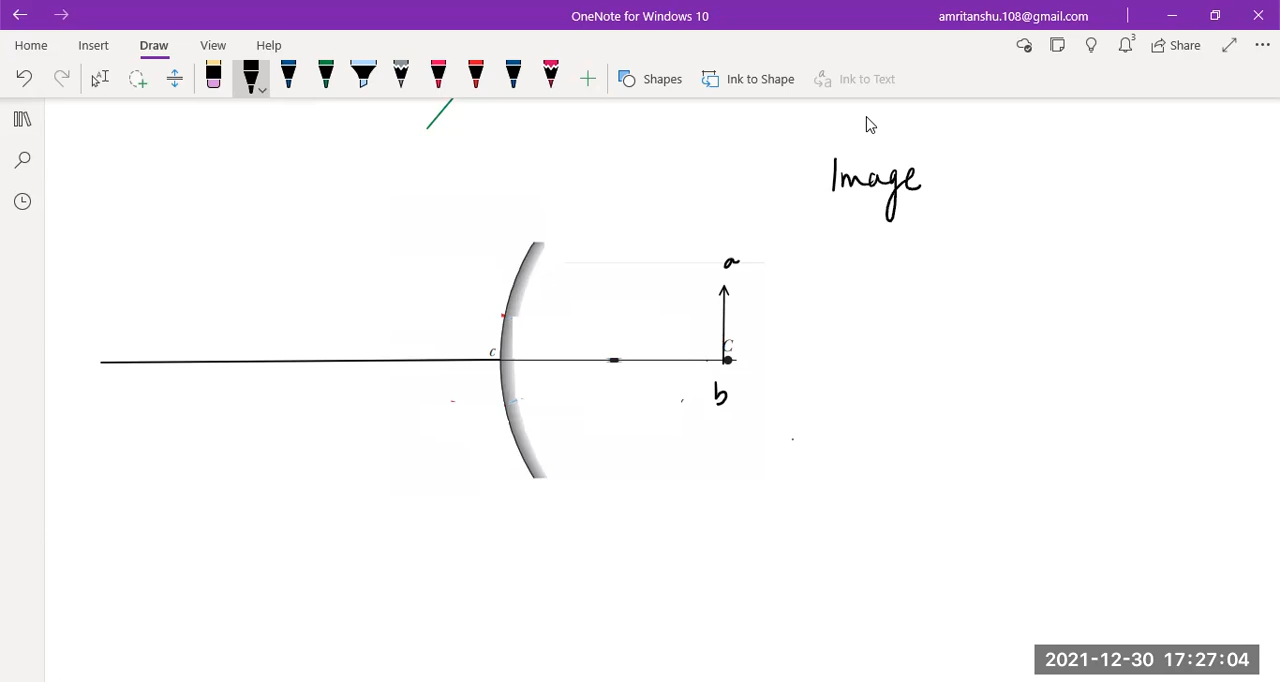 OneNote for Windows 10
amritanshu.108@gmail.com
Home Insert Draw View Help
3
Share
Shapes
Ink to Shape
Ink to Text
Image
a
c
C
b
2021-12-30 17:27:04